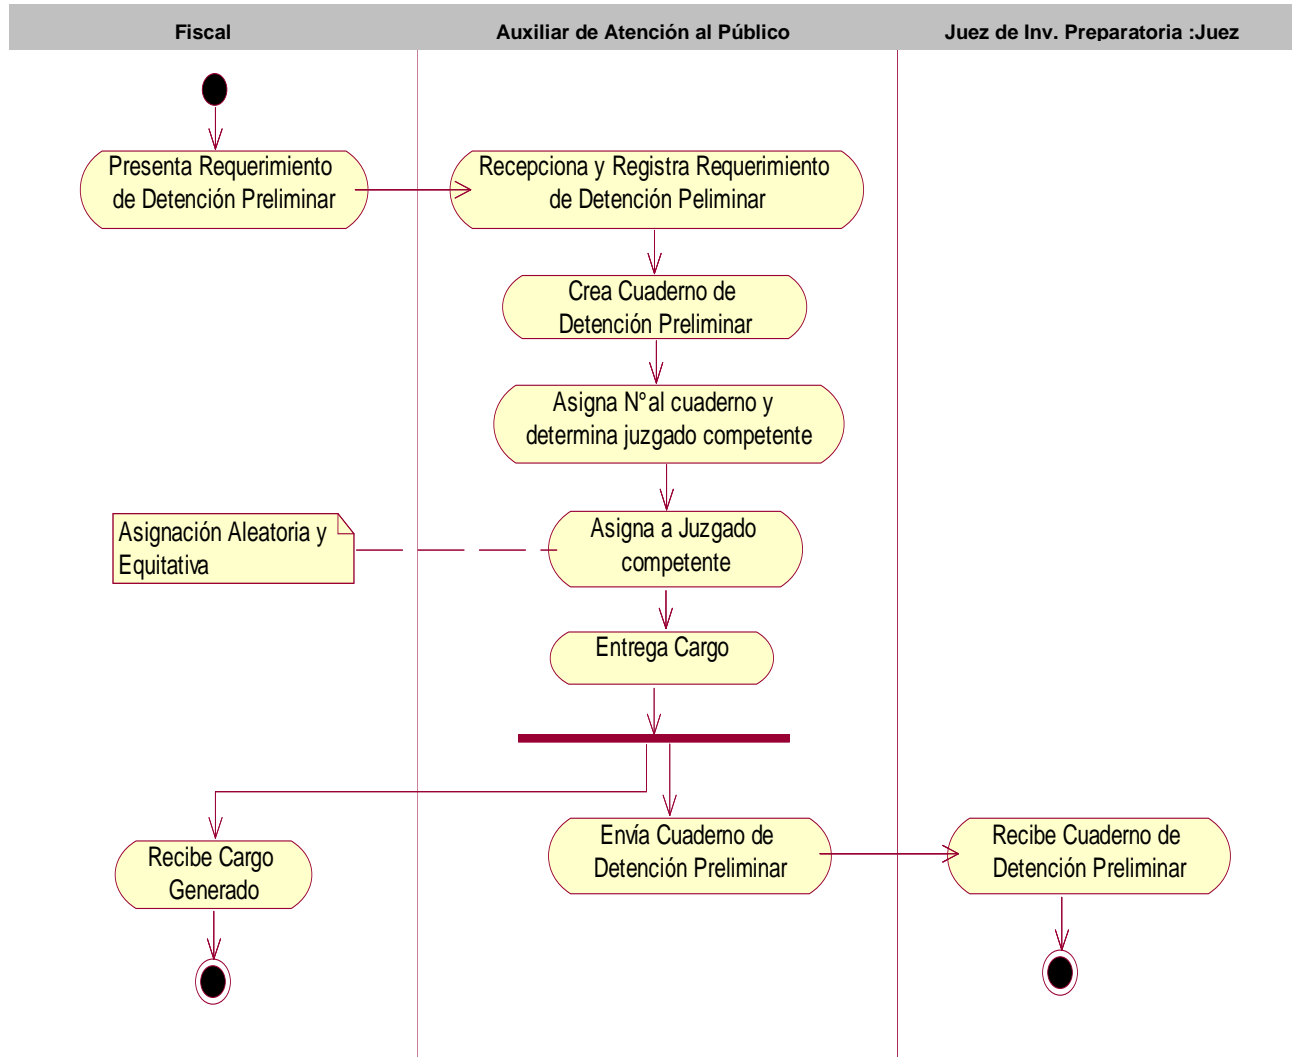 Fiscal
Auxiliar de Atención al Público
Juez de Inv. Preparatoria :Juez
Presenta Requerimiento
de Detención Preliminar
Recepciona y Registra Requerimiento
de Detención Peliminar
Crea Cuaderno de
Detención Preliminar
Asigna N° al cuaderno y
determina juzgado competente
Asignación Aleatoria y
Equitativa
Asigna a Juzgado
competente
Entrega Cargo
Recibe Cargo
Generado
Envía Cuaderno de
Detención Preliminar
Recibe Cuaderno de
Detención Preliminar